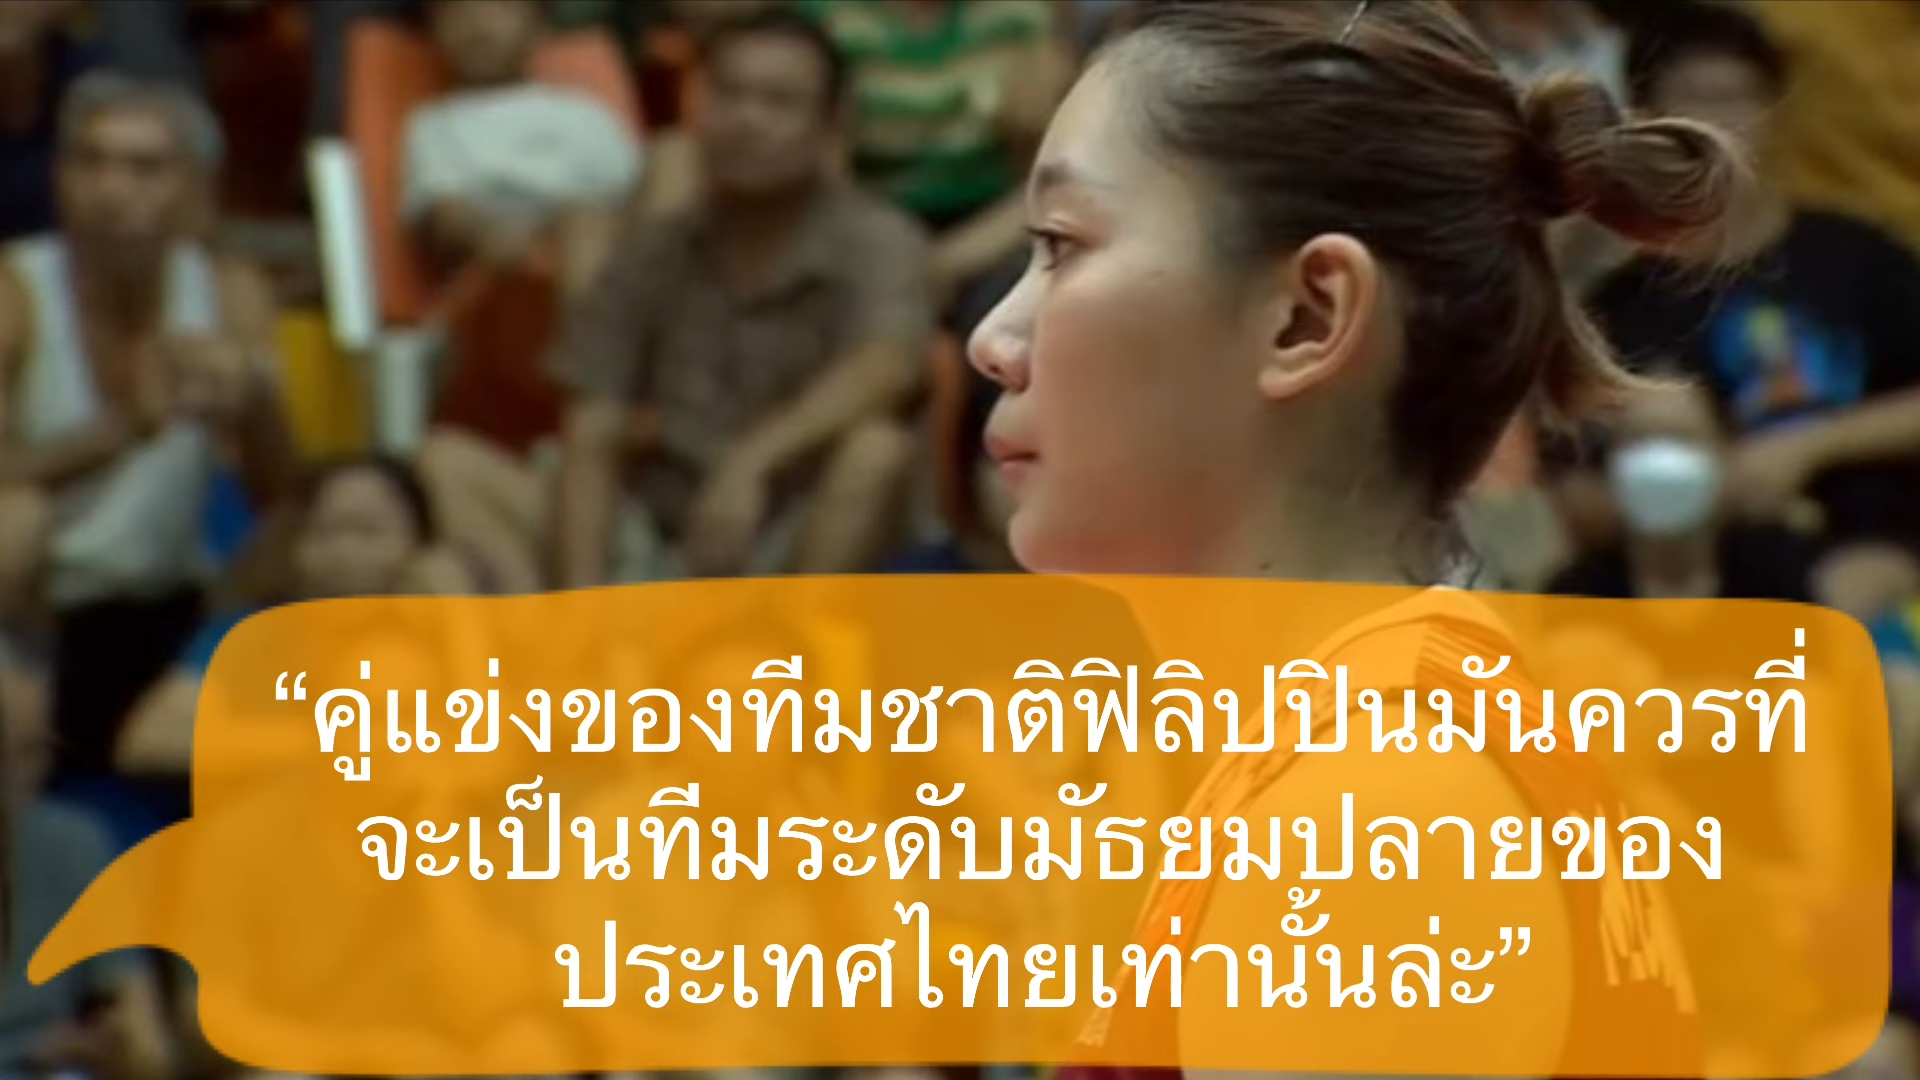 “คู่แข่งของทีมชาติฟิลิปปินมันควรที่
จะเป็นทีมระดับมัธยมปลายของ
ประเทศไทยเท่านั้นล่ะ”